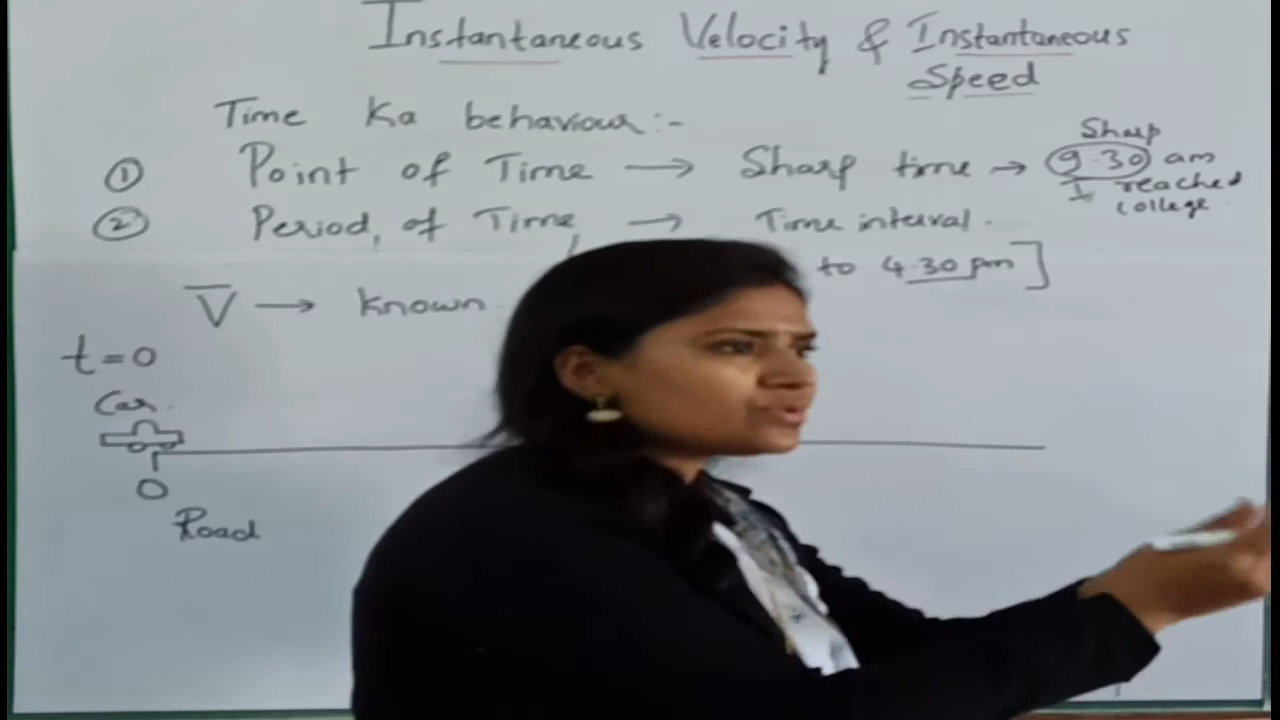 Instantaneous Velocity & Instantaneous
Speed
Time Ka behaviour:-
① Point of Time → Sharp time → 9.30 am
Sharp
I reached
college
② Period of Time → Time interval.
to 4.30 pm]
V → known
t=0
Car.
O
Road